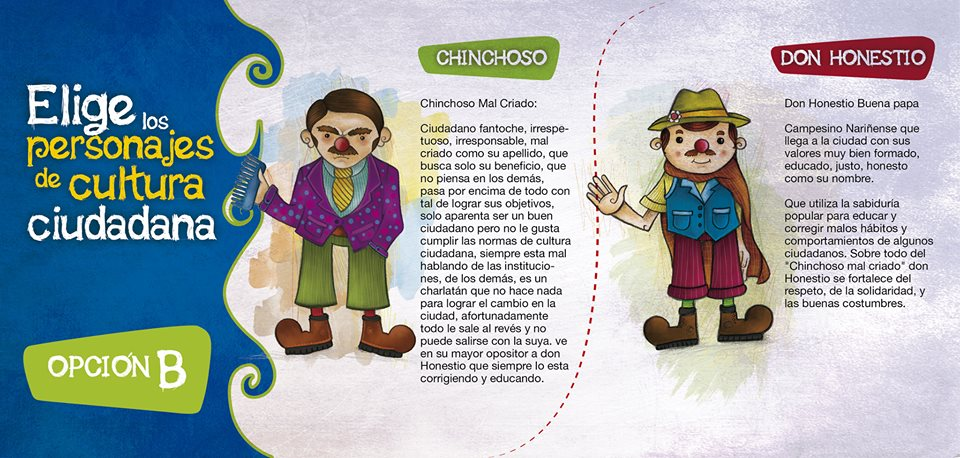 Elige los
personajes
de cultura
ciudadana
OPCIÓN B
CHINCHOSO
Chinchoso Mal Criado:
Ciudadano fantoche, irrespe-
tuoso, irresponsable, mal
criado como su apellido, que
busca solo su beneficio, que
no piensa en los demás,
pasa por encima de todo con
tal de lograr sus objetivos,
solo aparenta ser un buen
ciudadano pero no le gusta
cumplir las normas de cultura
ciudadana, siempre esta mal
hablando de las institucio-
nes, de los demás, es un
charlatán que no hace nada
para lograr el cambio en la
ciudad, afortunadamente
todo le sale al revés y no
puede salirse con la suya. ve
en su mayor opositor a don
Honestio que siempre lo esta
corrigiendo y educando.
DON HONESTIO
Don Honestio Buena papa
Campesino Nariñense que
llega a la ciudad con sus
valores muy bien formado,
educado, justo, honesto
como su nombre.
Que utiliza la sabiduría
popular para educar y
corregir malos hábitos y
comportamientos de algunos
ciudadanos. Sobre todo del
"Chinchoso mal criado" don
Honestio se fortalece del
respeto, de la solidaridad, y
las buenas costumbres.